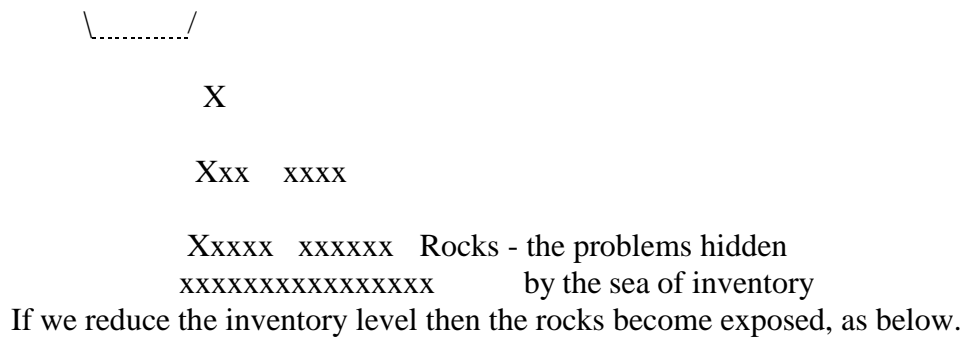 \............/
X
Xxx xxxx
Xxxxx xxxxxx Rocks - the problems hidden
xxxxxxxxxxxxxxxx by the sea of inventory
If we reduce the inventory level then the rocks become exposed, as below.